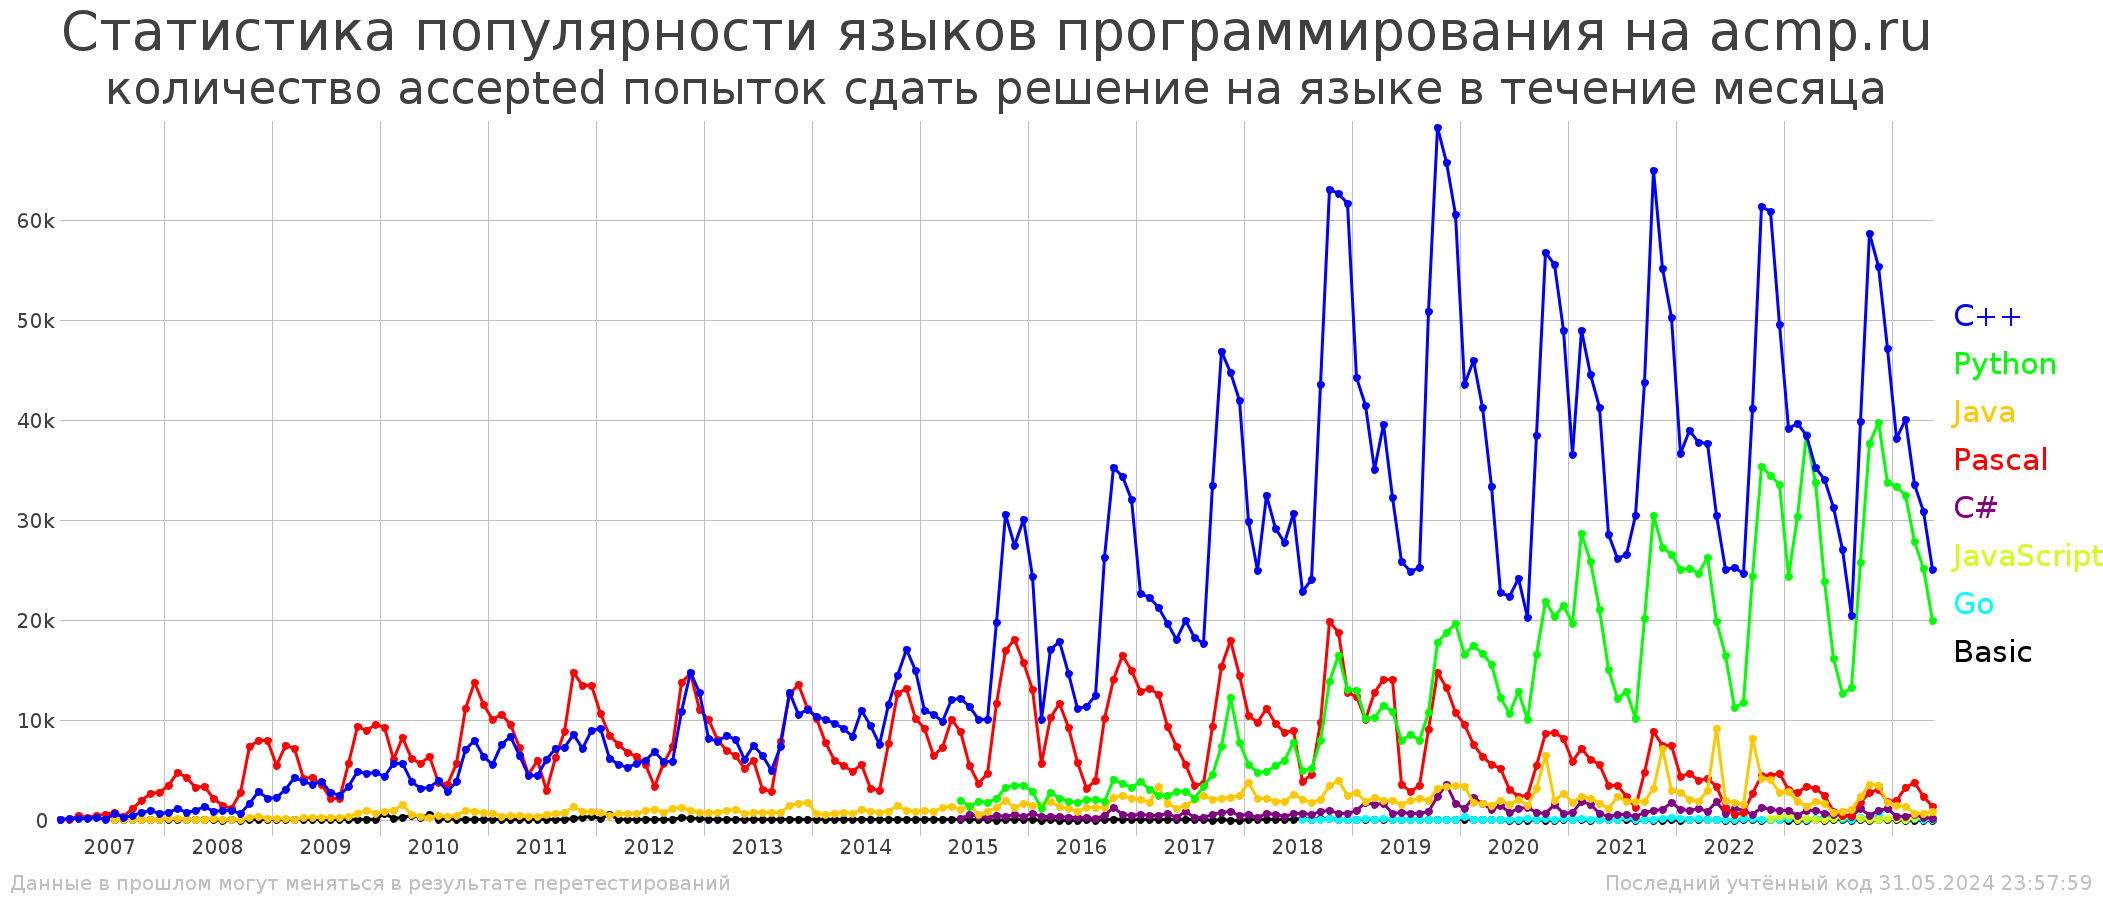 Статистика популярности языков программирования на acmp.ru
количество accepted попыток сдать решение на языке в течение месяца
60k
50k
40k
30k
20k
10k
0
2007 2008 2009 2010 2011 2012 2013 2014 2015 2016 2017 2018 2019 2020 2021 2022 2023
C++
Python
Java
Pascal
C#
JavaScript
Go
Basic
Данные в прошлом могут меняться в результате перетестирований
Последний учтённый код 31.05.2024 23:57:59